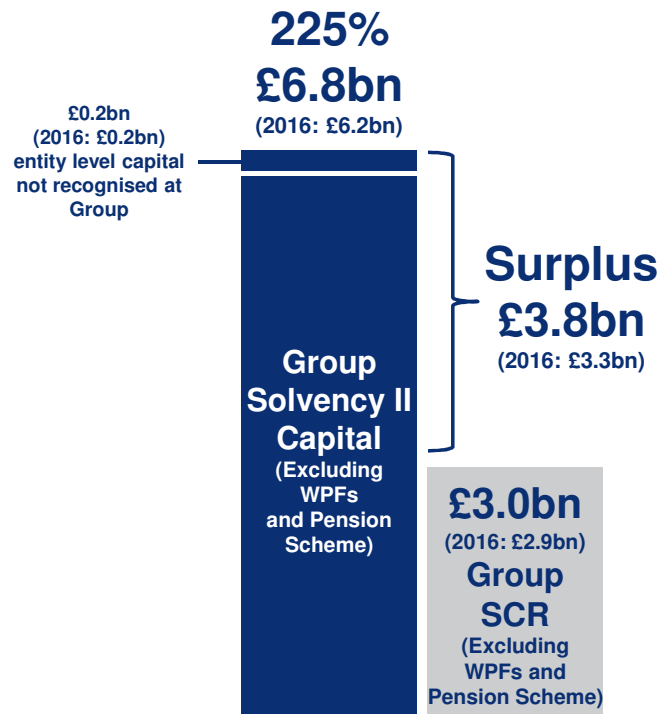 225%
£6.8bn
(2016: £6.2bn)
£0.2bn
(2016: £0.2bn)
entity level capital
not recognised at
Group
Surplus
£3.8bn
(2016: £3.3bn)
Group
Solvency II
Capital
(Excluding
WPFs
and Pension
Scheme)
£3.0bn
(2016: £2.9bn)
Group
SCR
(Excluding
WPFs and
Pension Scheme)